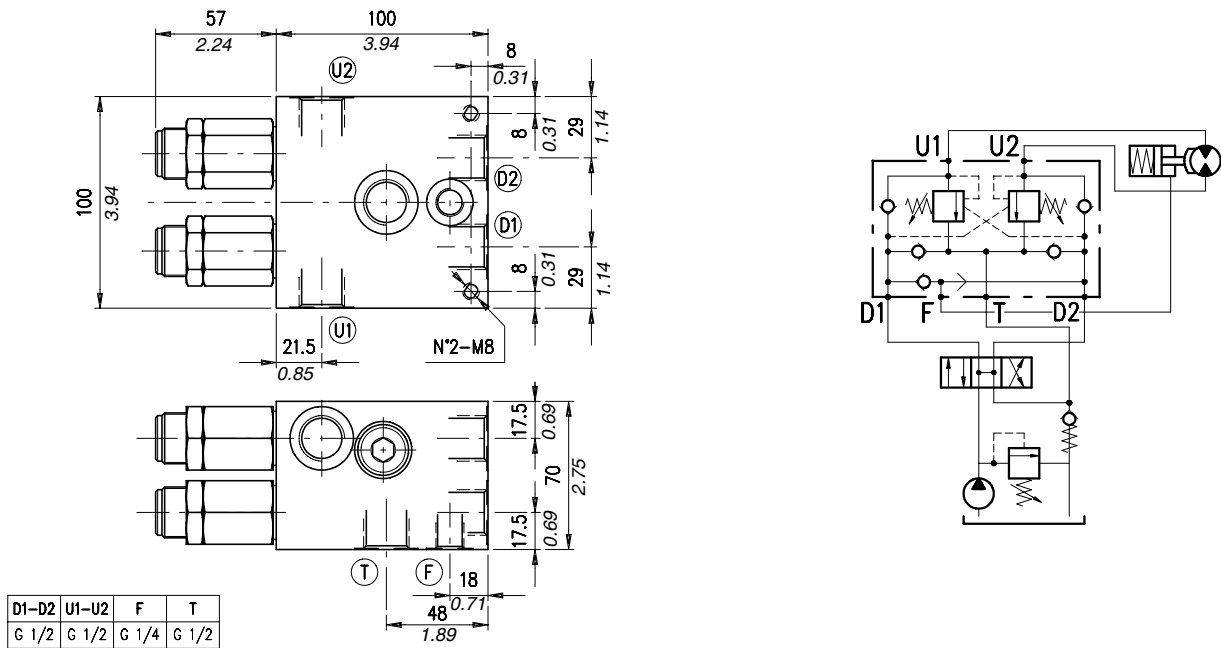 57
2.24
100
3.94
8
0.31
U2
100
3.94
8
0.31
29
1.14
D2
D1
8
0.31
29
1.14
U1
21.5
0.85
N°2-M8
17.5
0.69
70
2.75
17.5
0.69
T
F
18
0.71
48
1.89
D1-D2 U1-U2 F T
G 1/2 G 1/2 G 1/4 G 1/2
U1 U2
D1 F T D2